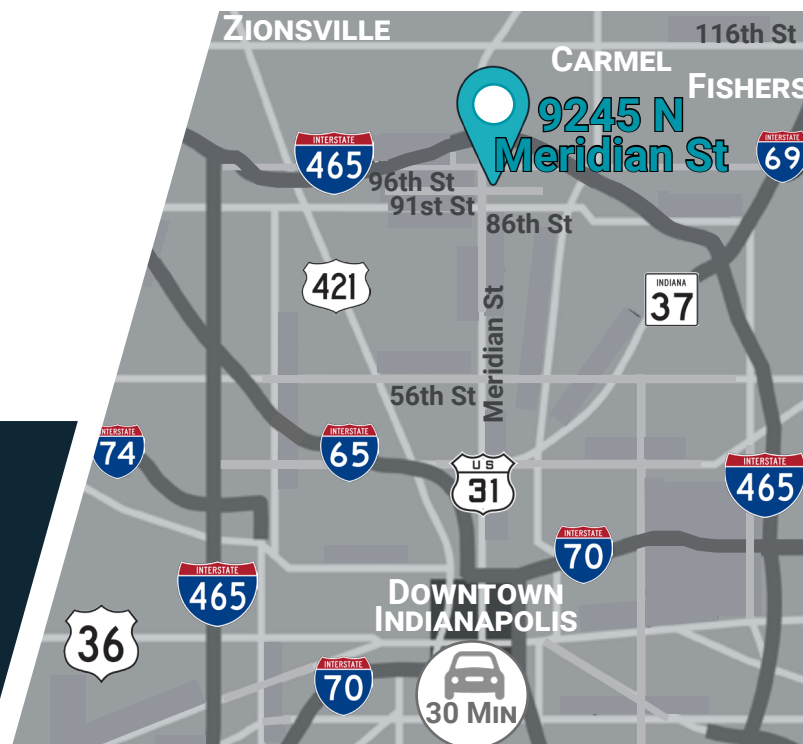 ZIONSVILLE
116th St
CARMEL
FISHERS
9245 N
Meridian St
INTERSTATE
465
INTERSTATE
69
96th St
91st St
86th St
421
INDIANA
37
Meridian St
56th St
INTERSTATE
74
INTERSTATE
65
US
31
INTERSTATE
465
INTERSTATE
70
INTERSTATE
465
DOWNTOWN
INDIANAPOLIS
36
INTERSTATE
70
30 MIN